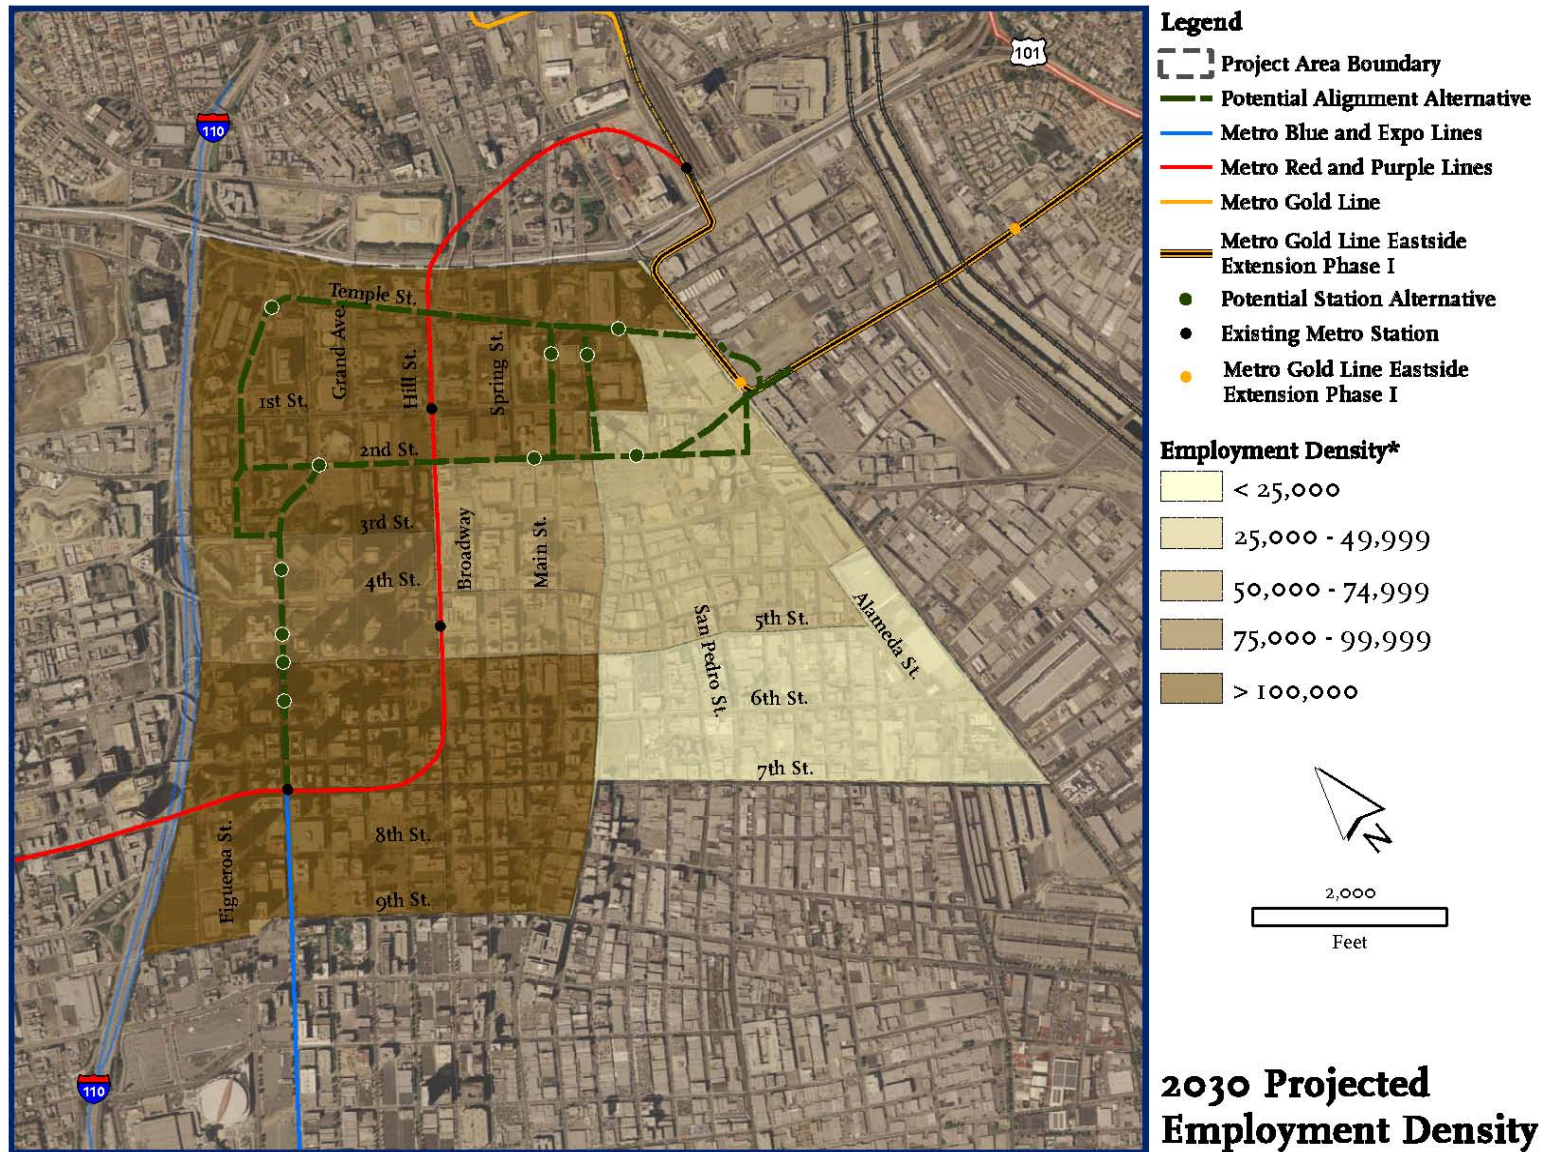 Legend
Project Area Boundary
Potential Alignment Alternative
Metro Blue and Expo Lines
Metro Red and Purple Lines
Metro Gold Line
Metro Gold Line Eastside
Extension Phase I
Potential Station Alternative
Existing Metro Station
Metro Gold Line Eastside
Extension Phase I
Employment Density*
< 25,000
25,000 - 49,999
50,000 - 74,999
75,000 - 99,999
> 100,000
N
2,000
Feet
2030 Projected
Employment Density
101
110
Temple St.
Grand Ave.
Hill St.
Spring St.
1st St.
2nd St.
3rd St.
Broadway
Main St.
4th St.
5th St.
San Pedro St.
Alameda St.
6th St.
7th St.
8th St.
Figueroa St.
9th St.
110